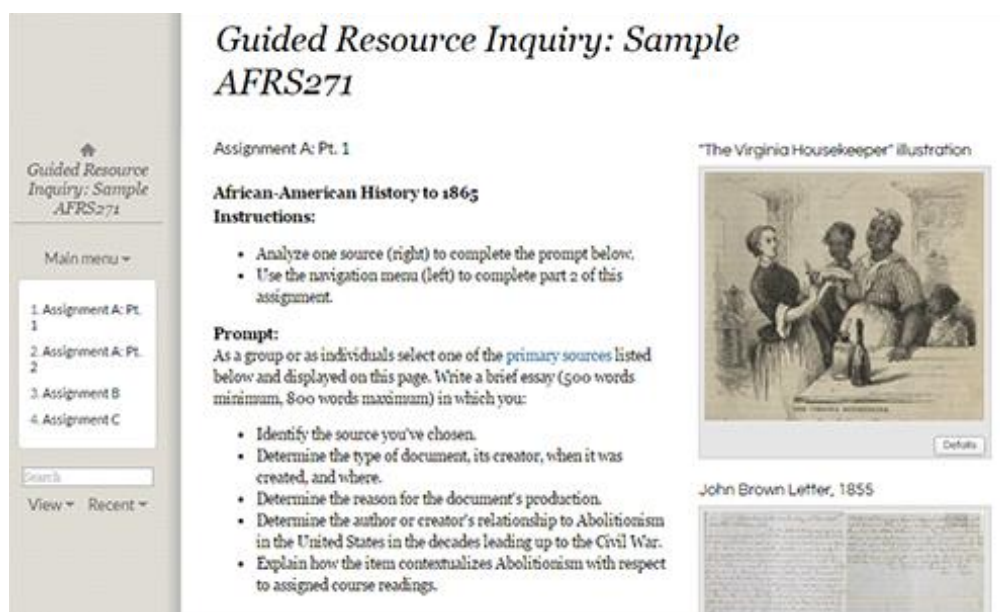 Guided Resource Inquiry: Sample
AFRS271
Guided Resource
Inquiry: Sample
AFRS271
Main menu
1. Assignment A: Pt.
1
2. Assignment A: Pt.
2
3. Assignment B
4. Assignment C
Search
View Recent
Assignment A: Pt. 1
African-American History to 1865
Instructions:
• Analyze one source (right) to complete the prompt below.
• Use the navigation menu (left) to complete part 2 of this
assignment.
Prompt:
As a group or as individuals select one of the primary sources listed
below and displayed on this page. Write a brief essay (500 words
minimum, 800 words maximum) in which you:
• Identify the source you've chosen.
• Determine the type of document, its creator, when it was
created, and where.
• Determine the reason for the document's production.
• Determine the author or creator's relationship to Abolitionism
in the United States in the decades leading up to the Civil War.
• Explain how the item contextualizes Abolitionism with respect
to assigned course readings.
"The Virginia Housekeeper" illustration
THE VIRGINIA HOUSEKEEPER
Details
John Brown Letter, 1855